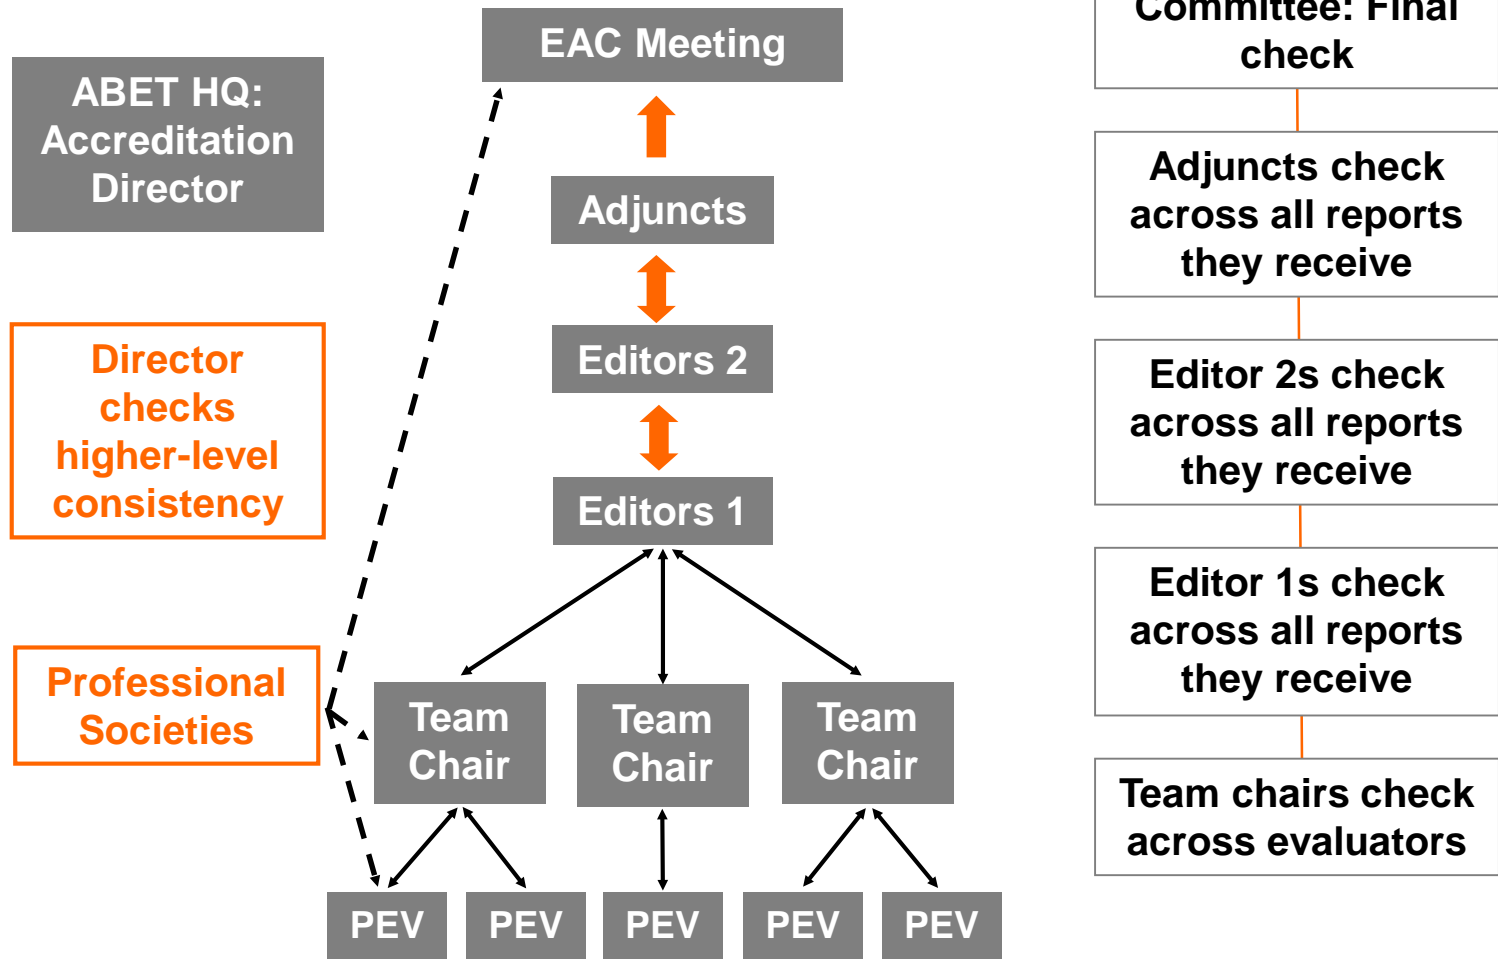 EAC Meeting
ABET HQ:
Accreditation
Director
Adjuncts
Director
checks
higher-level
consistency
Editors 2
Editors 1
Professional
Societies
Team
Chair
Team
Chair
Team
Chair
PEV
PEV
PEV
PEV
PEV
Committee: Final
check
Adjuncts check
across all reports
they receive
Editor 2s check
across all reports
they receive
Editor 1s check
across all reports
they receive
Team chairs check
across evaluators